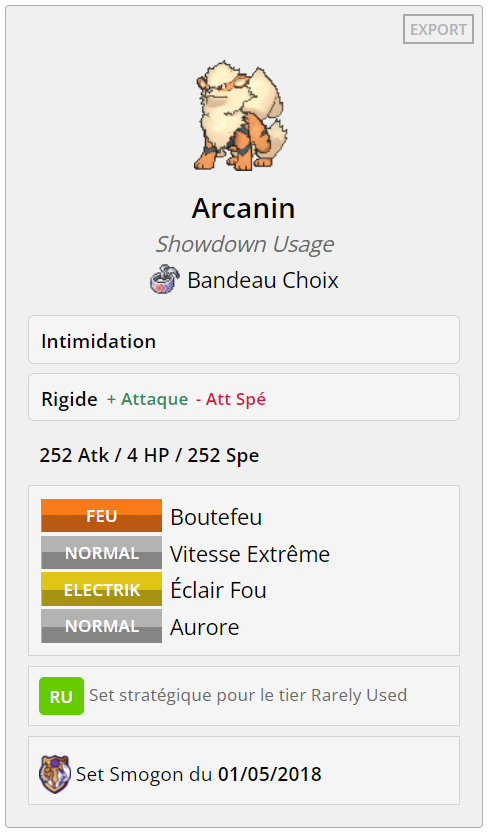 EXPORT
Arcanin
Showdown Usage
Bandeau Choix
Intimidation
Rigide + Attaque - Att Spé
252 Atk / 4 HP / 252 Spe
FEU Boutefeu
NORMAL Vitesse Extrême
ELECTRIK Éclair Fou
NORMAL Aurore
RU Set stratégique pour le tier Rarely Used
Set Smogon du 01/05/2018